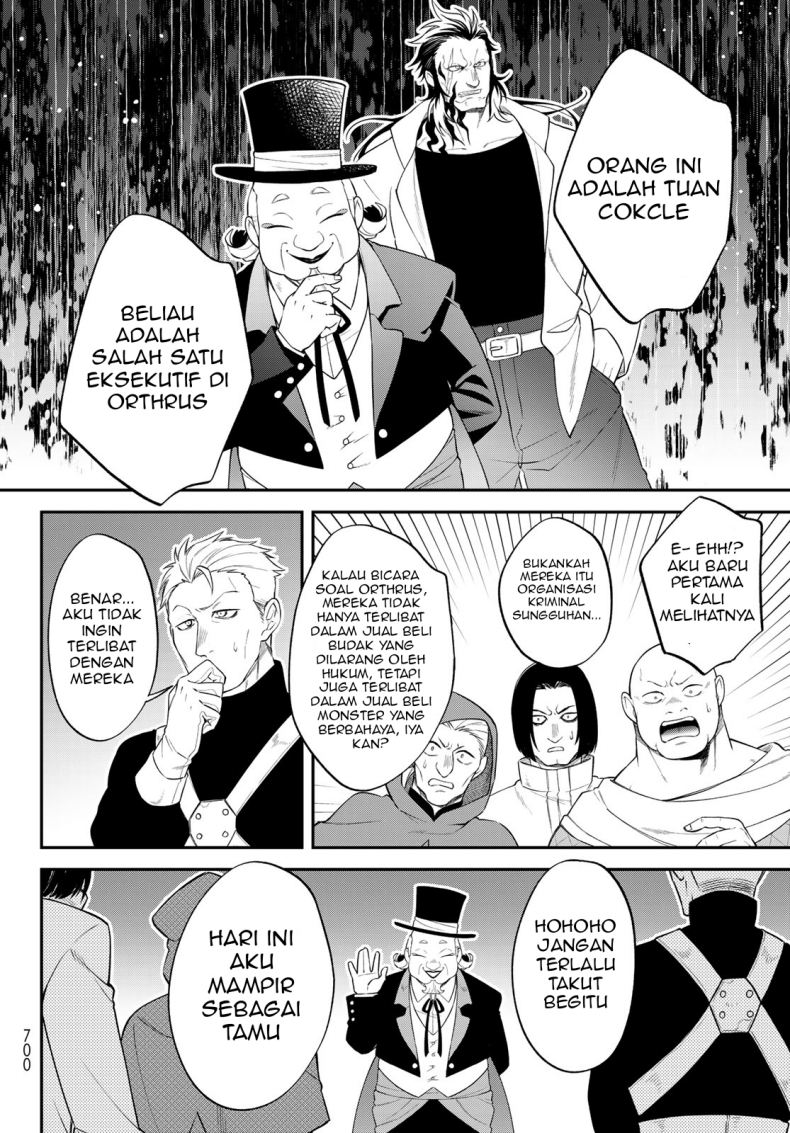 ORANG INI
ADALAH TUAN
COKCLE
BELIAU
ADALAH
SALAH SATU
EKSEKUTIF DI
ORTHRUS
E- EHH!?
AKU BARU
PERTAMA
KALI
MELIHATNYA
BUKANKAH
MEREKA ITU
ORGANISASI
KRIMINAL
SUNGGUHAN...
KALAU BICARA
SOAL ORTHRUS,
MEREKA TIDAK
HANYA TERLIBAT
DALAM JUAL BELI
BUDAK YANG
DILARANG OLEH
HUKUM, TETAPI
JUGA TERLIBAT
DALAM JUAL BELI
MONSTER YANG
BERBAHAYA, IYA
KAN?
BENAR...
AKU TIDAK
INGIN
TERLIBAT
DENGAN
MEREKA
HOHOHO
JANGAN
TERLALU
TAKUT
BEGITU
HARI INI
AKU
MAMPIR
SEBAGAI
TAMU
700